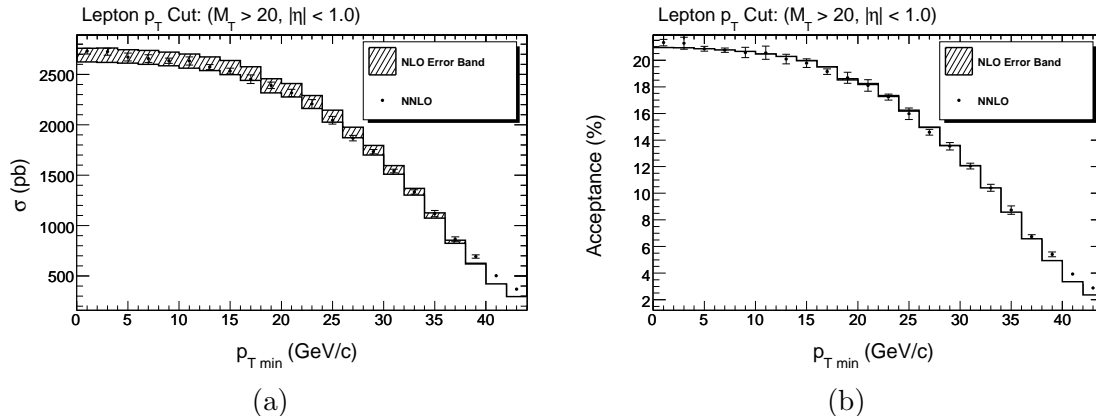 Lepton p_T Cut: (M_T > 20, |η| < 1.0)
NLO Error Band
NNLO
σ (pb)
2500
2000
1500
1000
500
0 5 10 15 20 25 30 35 40
p_T min (GeV/c)
(a)
Lepton p_T Cut: (M_T > 20, |η| < 1.0)
NLO Error Band
NNLO
Acceptance (%)
20
18
16
14
12
10
8
6
4
2
0 5 10 15 20 25 30 35 40
p_T min (GeV/c)
(b)